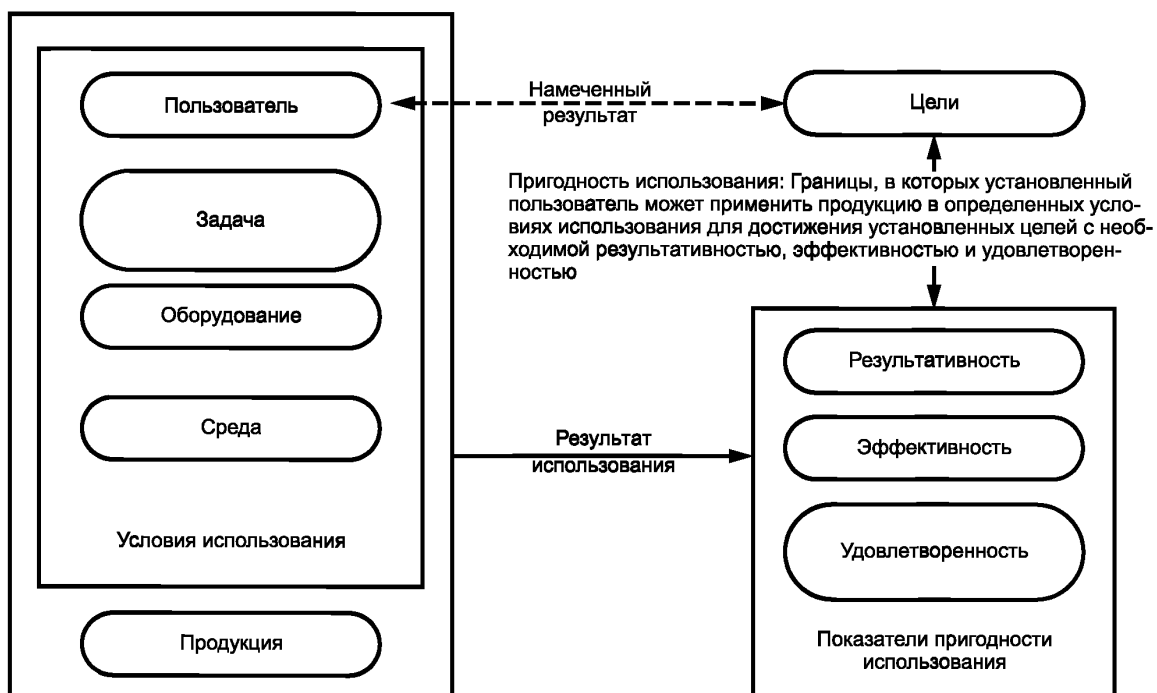 Пользователь
Намеченный
результат
Цели
Задача
Пригодность использования: Границы, в которых установленный
пользователь может применить продукцию в определенных усло-
виях использования для достижения установленных целей с необ-
ходимой результативностью, эффективностью и удовлетворен-
ностью
Оборудование
Результативность
Среда
Результат
использования
Эффективность
Условия использования
Удовлетворенность
Продукция
Показатели пригодности
использования